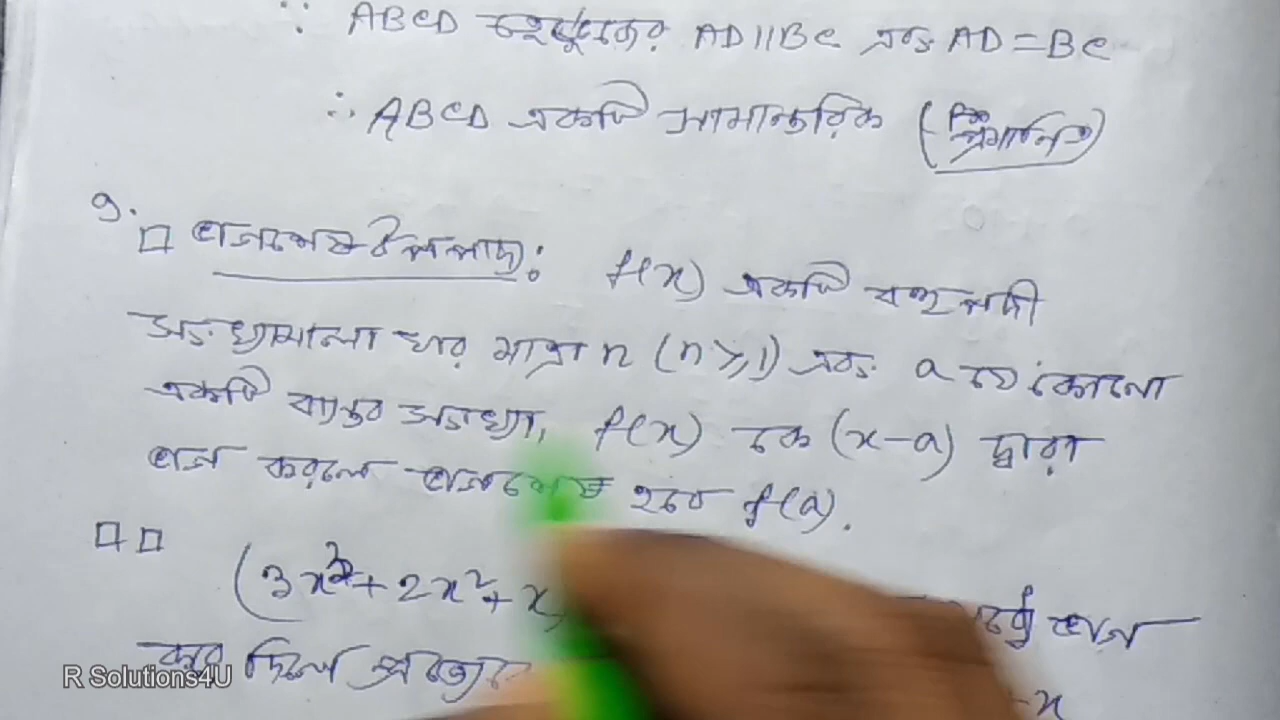 ∵ ABCD চতুর্ভুজের AD||BC এবং AD=BC
∴ ABCD একটি সামান্তরিক (প্রমাণিত)
9. □ ভাগশেষ উপপাদ্য: f(x) একটি বহুপদী
সংখ্যামালা যার মাত্রা n (n≥1) এবং a যে কোনো
একটি বাস্তব সংখ্যা, f(x) কে (x-a) দ্বারা
ভাগ করলে ভাগশেষ হবে f(a).
□□ (3x³+2x²+x ভাগ
করে দিলে
-x
R Solutions4U